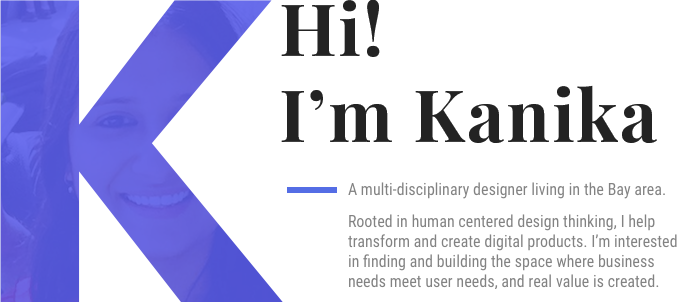 K
Hi!
I’m Kanika
A multi-disciplinary designer living in the Bay area.
Rooted in human centered design thinking, I help
transform and create digital products. I’m interested
in finding and building the space where business
needs meet user needs, and real value is created.